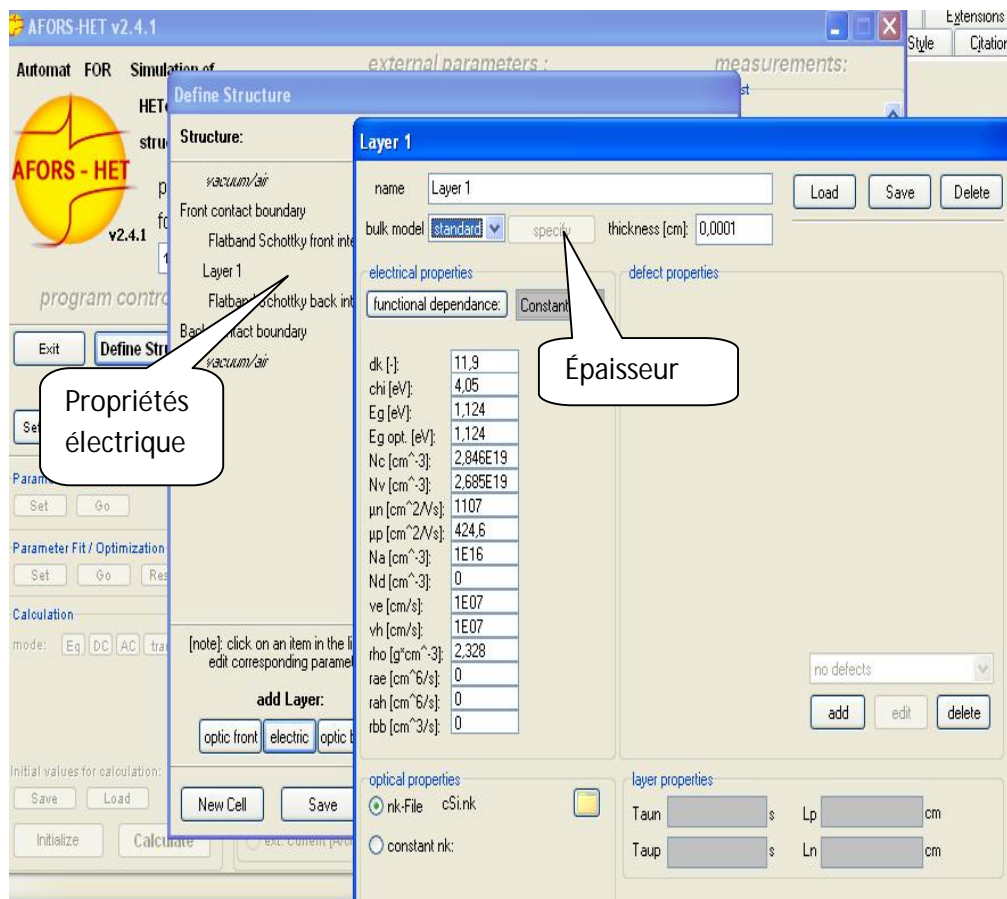 AFORS-HET v2.4.1
Extensions
Style Citation
Automat FOR Simulation of
external parameters :
measurements:
Define Structure
AFORS - HET
v2.4.1
Structure:
vacuum/air
Front contact boundary
Flatband Schottky front inte
Layer 1
Flatband Schottky back int
Back contact boundary
vacuum/air
program contro
Exit Define Stru
Propriétés
électrique
Set Go
Parameter Fit / Optimization
Set Go Res
Calculation
mode: Eq DC AC tra
[note]: click on an item in the li
edit corresponding paramet
add Layer:
optic front electric optic b
Initial values for calculation:
Save Load
New Cell Save
Initialize Calculate
Layer 1
name Layer 1
Load Save Delete
bulk model standard specify thickness [cm]: 0,0001
electrical properties
defect properties
functional dependance: Constant
Épaisseur
dk [-]: 11,9
chi [eV]: 4,05
Eg [eV]: 1,124
Eg opt. [eV]: 1,124
Nc [cm^-3]: 2,846E19
Nv [cm^-3]: 2,685E19
µn [cm^2/Vs]: 1107
µp [cm^2/Vs]: 424,6
Na [cm^-3]: 1E16
Nd [cm^-3]: 0
ve [cm/s]: 1E07
vh [cm/s]: 1E07
rho [g*cm^-3]: 2,328
rae [cm^6/s]: 0
rah [cm^6/s]: 0
rbb [cm^3/s]: 0
no defects
add edit delete
optical properties
nk-File cSi.nk
constant nk:
layer properties
Taun s Lp cm
Taup s Ln cm